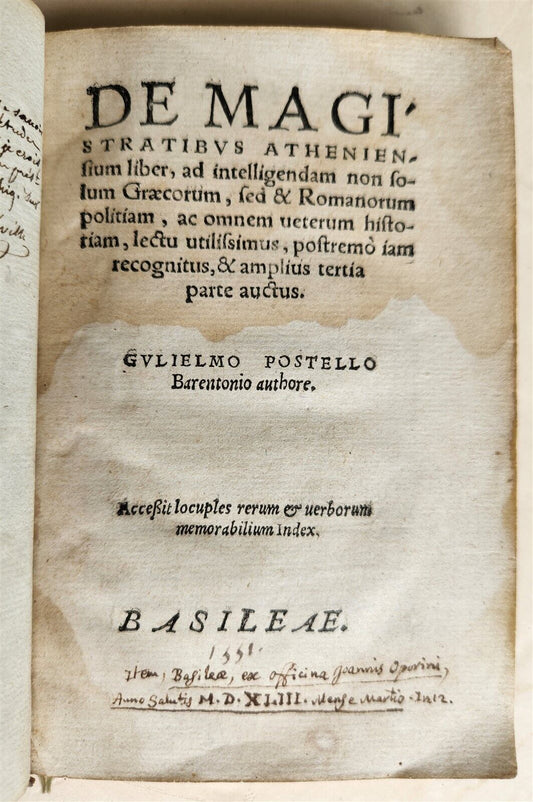 DE MAGI-
STRATIBVS ATHENIEN-
sium liber, ad intelligendam non so-
lum Græcorum, sed & Romanorum
politiam, ac omnem ueterum histo-
riam, lectu utilissimus, postremò iam
recognitus, & amplius tertia
parte auctus.
GVLIELMO POSTELLO
Barentonio authore.
Acceßit locuples rerum & uerborum
memorabilium Index.
BASILEAE.
1551.
Item, Basileæ, ex officina Joannis Oporini,
Anno Salutis M.D.XLIII. Mense Martio. In 12.